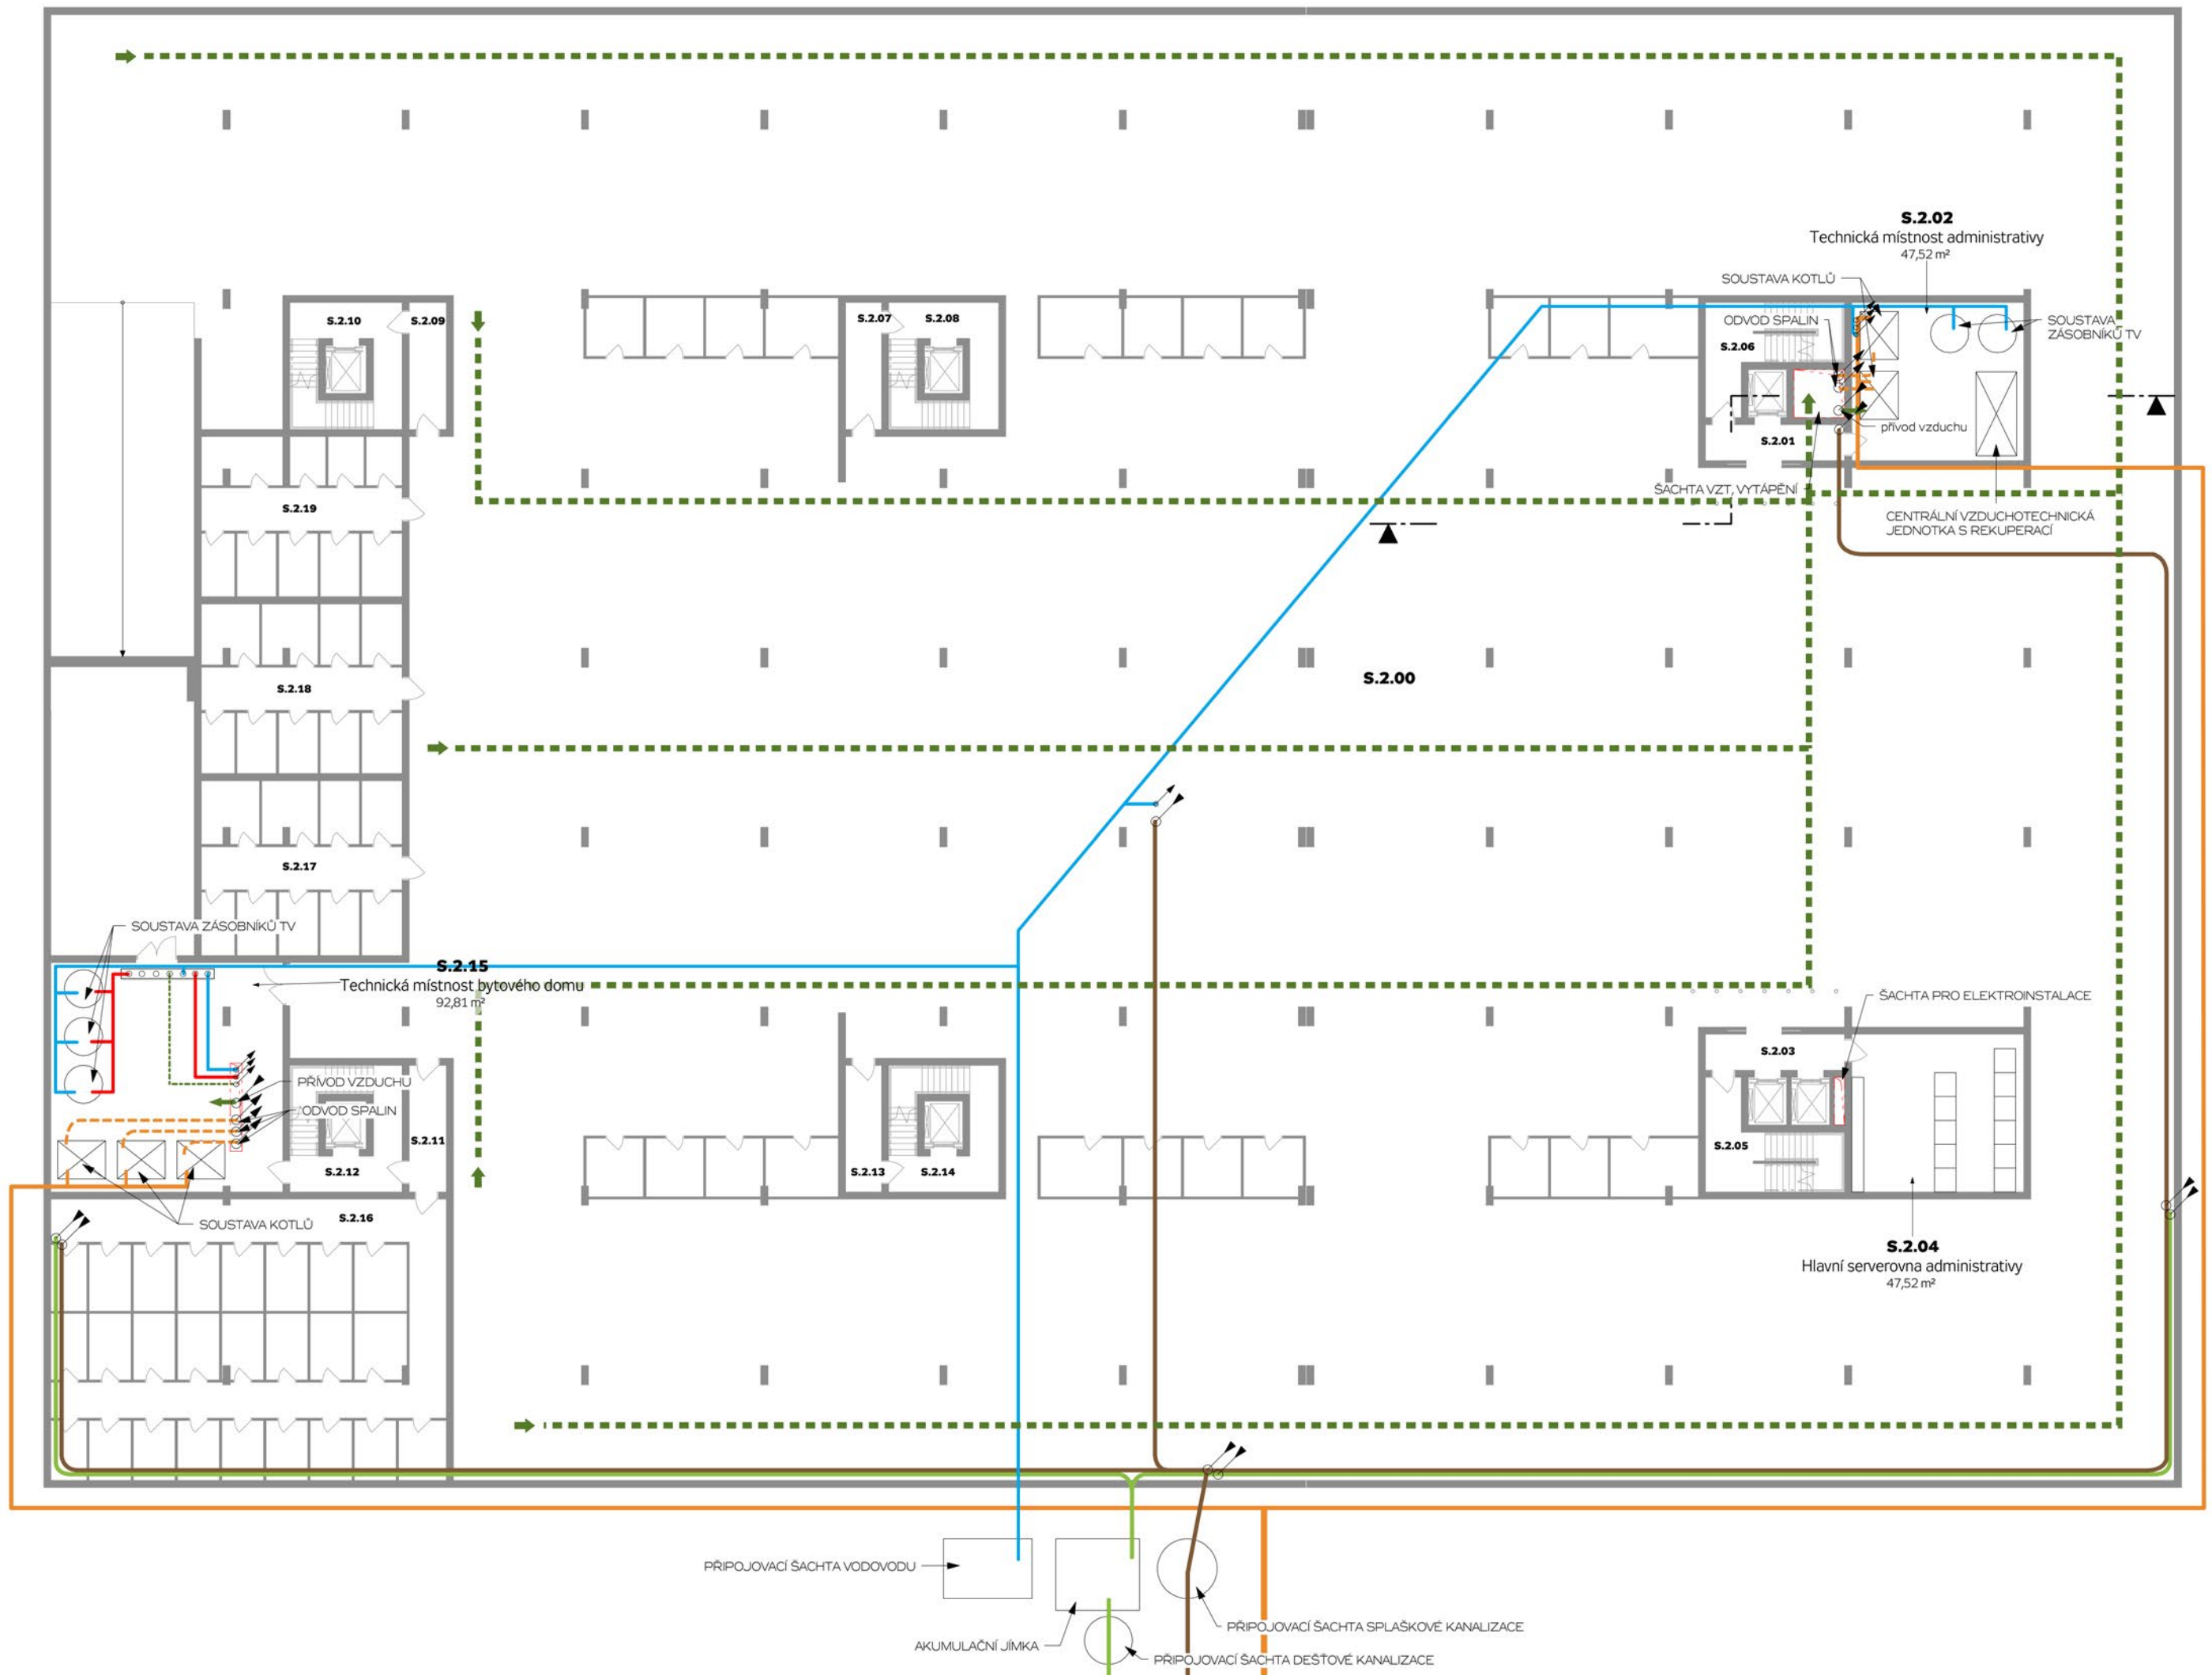 S.2.02
Technická místnost administrativy
47,52 m²
SOUSTAVA KOTLŮ
S.2.10
S.2.09
S.2.07
S.2.08
ODVOD SPALIN
SOUSTAVA
ZÁSOBNÍKŮ TV
S.2.06
přívod vzduchu
S.2.01
ŠACHTA VZT, VYTÁPĚNÍ
S.2.19
CENTRÁLNÍ VZDUCHOTECHNICKÁ
JEDNOTKA S REKUPERACÍ
S.2.00
S.2.18
S.2.17
SOUSTAVA ZÁSOBNÍKŮ TV
S.2.15
Technická místnost bytového domu
92,81 m²
ŠACHTA PRO ELEKTROINSTALACE
S.2.03
PŘÍVOD VZDUCHU
ODVOD SPALIN
S.2.11
S.2.05
S.2.12
S.2.13
S.2.14
SOUSTAVA KOTLŮ
S.2.16
S.2.04
Hlavní serverovna administrativy
47,52 m²
PŘIPOJOVACÍ ŠACHTA VODOVODU
PŘIPOJOVACÍ ŠACHTA SPLAŠKOVÉ KANALIZACE
AKUMULAČNÍ JÍMKA
PŘIPOJOVACÍ ŠACHTA DEŠŤOVÉ KANALIZACE